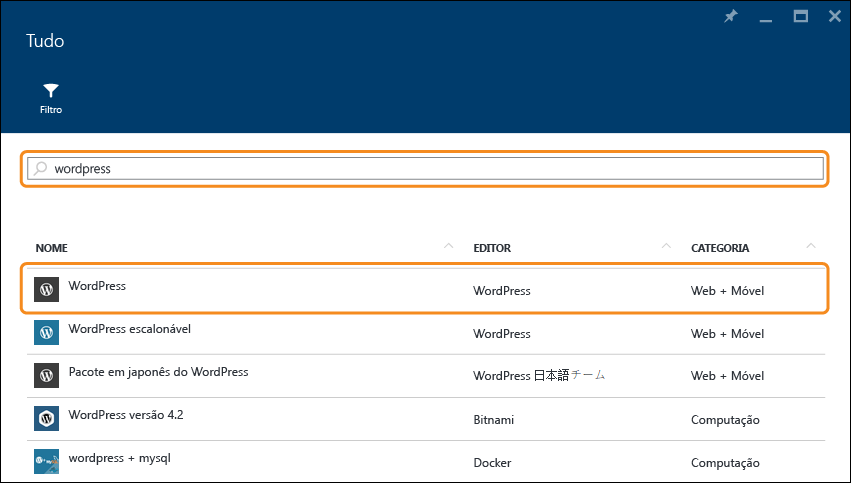 Tudo
Filtro
wordpress
NOME EDITOR CATEGORIA
WordPress WordPress Web + Móvel
WordPress escalonável WordPress Web + Móvel
Pacote em japonês do WordPress WordPress 日本語チーム Web + Móvel
WordPress versão 4.2 Bitnami Computação
wordpress + mysql Docker Computação